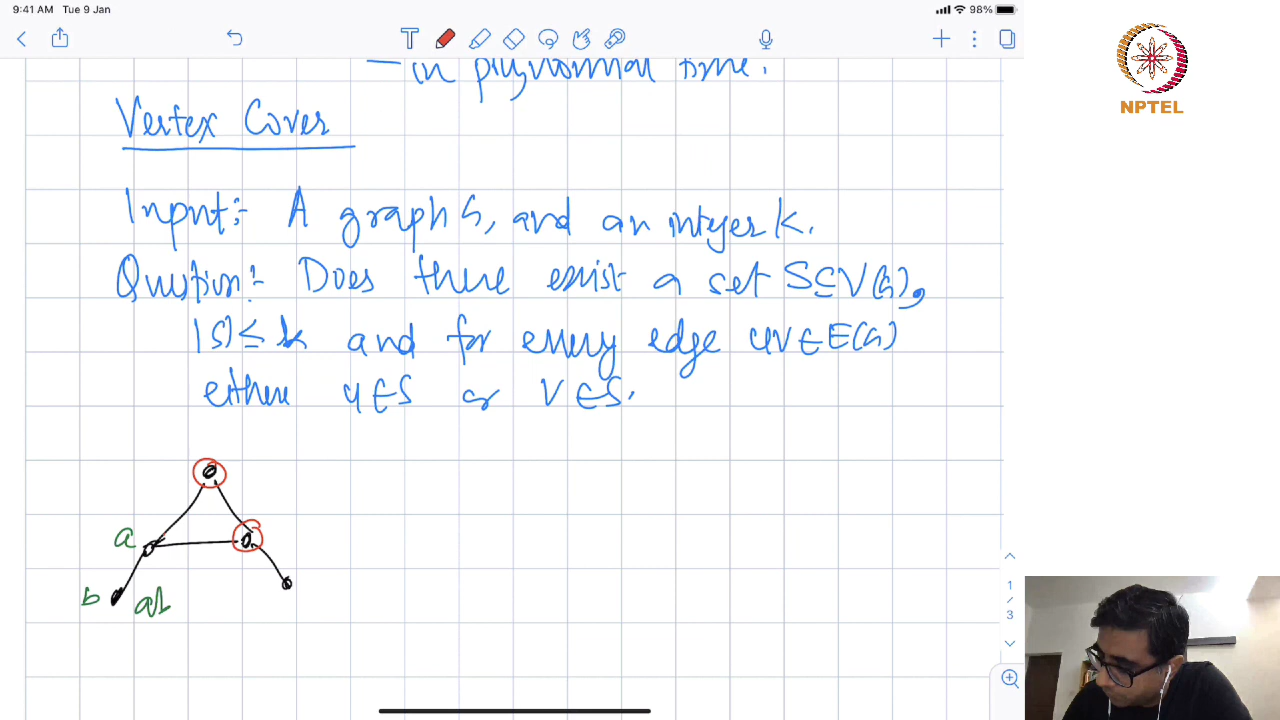 9:41 AM Tue 9 Jan
98%
NPTEL
- in polynomial time.
Vertex Cover
Input:- A graph G, and an integer k.
Question:- Does there exist a set S⊆V(G),
|S|≤k and for every edge uv∈E(G)
either u∈S or v∈S.
a
b ab
1
/
3